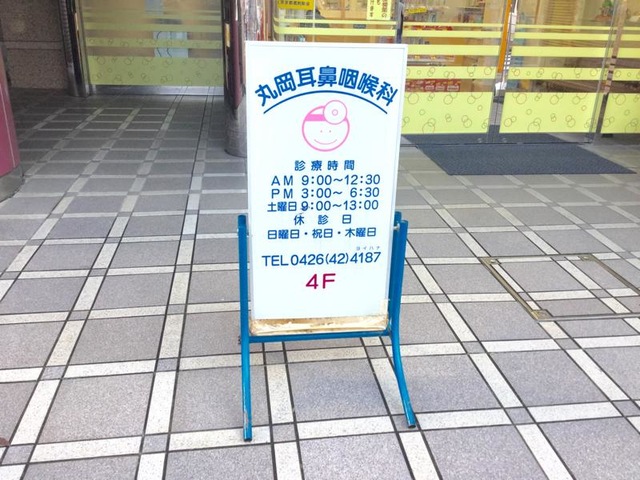 丸岡耳鼻咽喉科
診療時間
AM 9:00~12:30
PM 3:00~ 6:30
土曜日9:00~13:00
休診日
日曜日・祝日・木曜日
ヨイハナ
TEL 0426(42)4187
4F